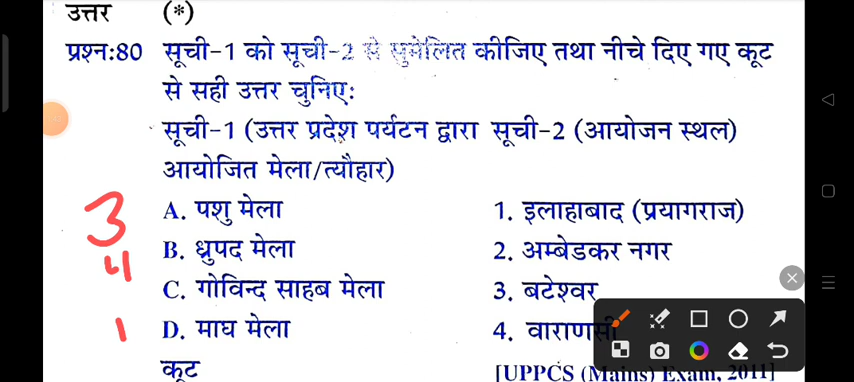 उत्तर (*)
प्रश्न:80 सूची-1 को सूची-2 से सुमेलित कीजिए तथा नीचे दिए गए कूट
से सही उत्तर चुनिए:
सूची-1 (उत्तर प्रदेश पर्यटन द्वारा सूची-2 (आयोजन स्थल)
आयोजित मेला/त्यौहार)
3 A. पशु मेला 1. इलाहाबाद (प्रयागराज)
4 B. ध्रुपद मेला 2. अम्बेडकर नगर
C. गोविन्द साहब मेला 3. बटेश्वर
1 D. माघ मेला 4. वाराणसी
कूट [UPPCS (Mains) Exam, 2011]